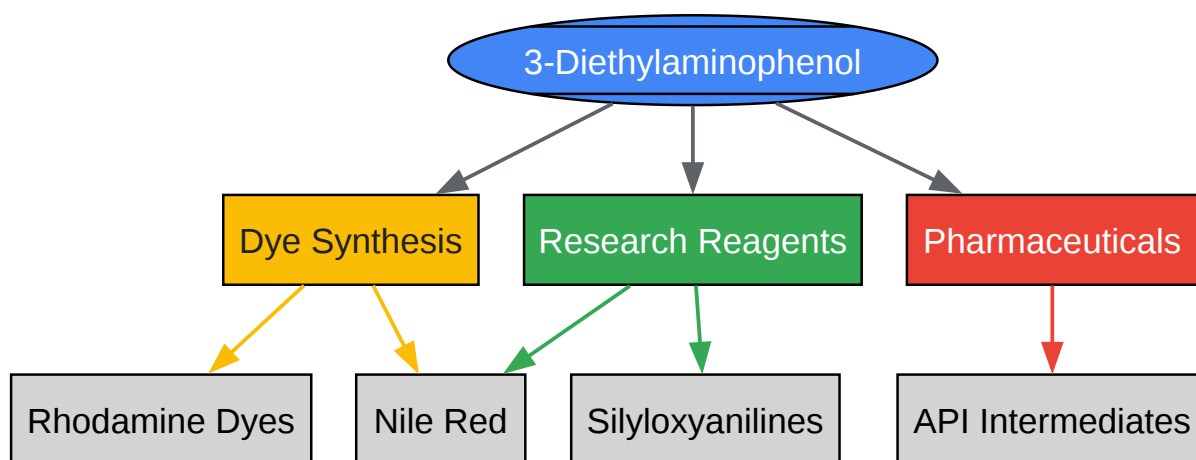 3-Diethylaminophenol
Dye Synthesis
Research Reagents
Pharmaceuticals
Rhodamine Dyes
Nile Red
Silyloxyanilines
API Intermediates